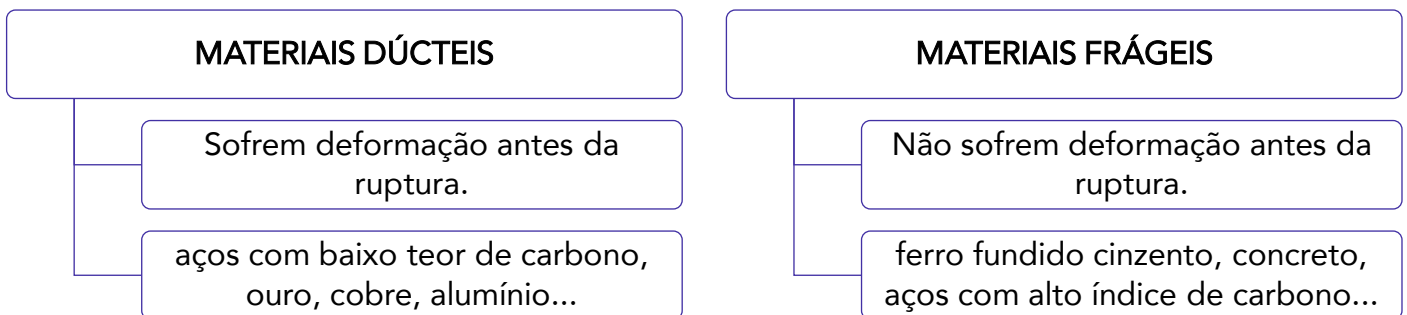 MATERIAIS DÚCTEIS
Sofrem deformação antes da
ruptura.
aços com baixo teor de carbono,
ouro, cobre, alumínio...
MATERIAIS FRÁGEIS
Não sofrem deformação antes da
ruptura.
ferro fundido cinzento, concreto,
aços com alto índice de carbono...